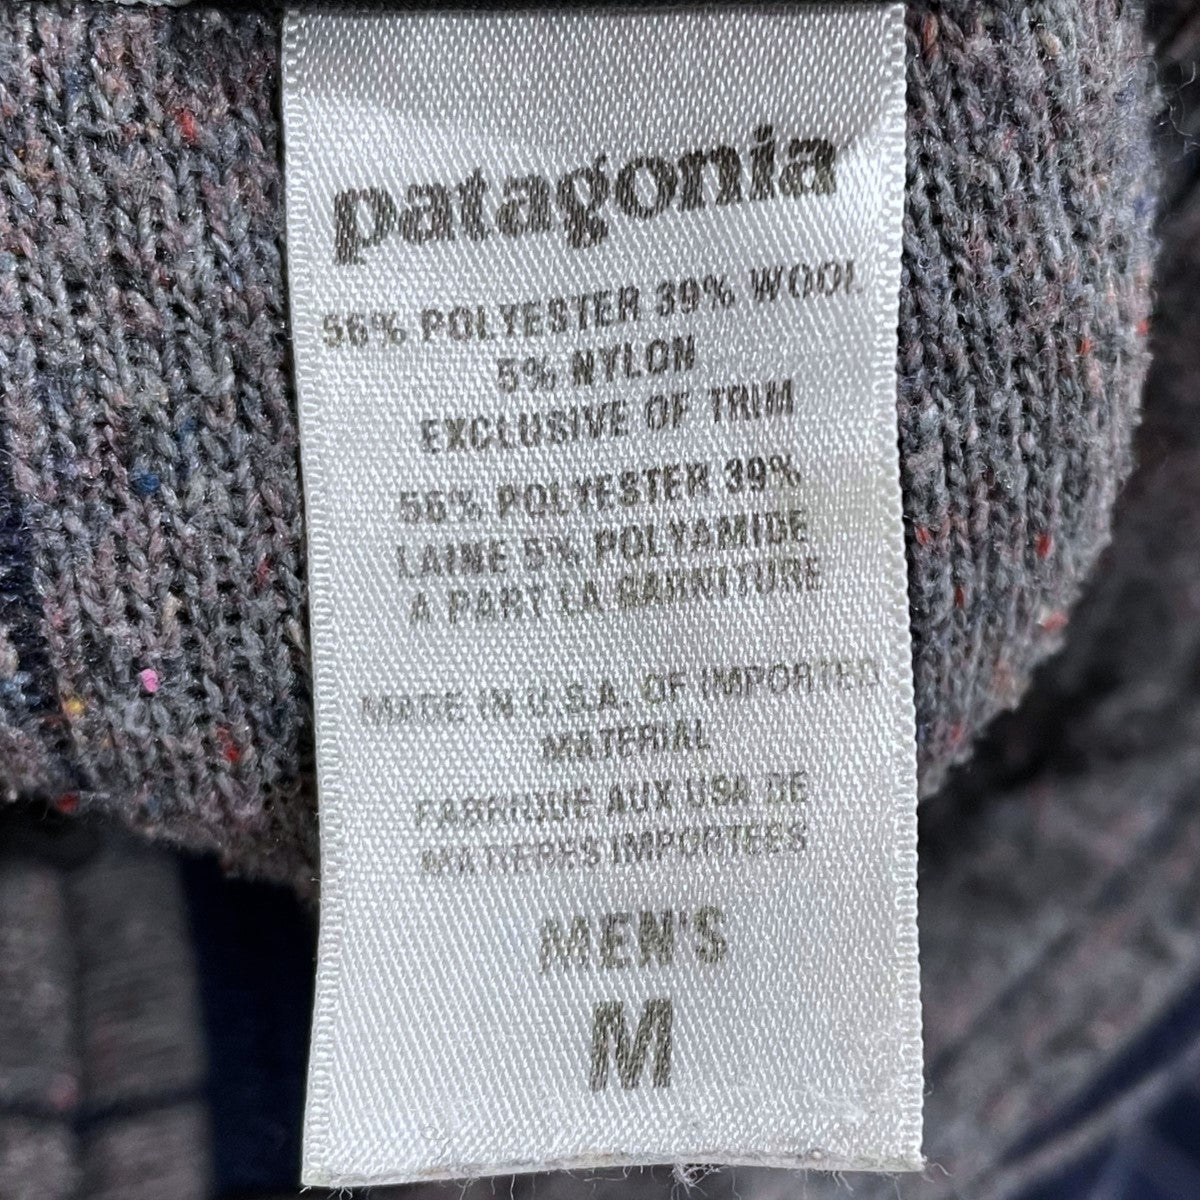 patagonia
56% POLYESTER 39% WOOL
5% NYLON
EXCLUSIVE OF TRIM
56% POLYESTER 39%
LAINE 5% POLYAMIDE
A PART LA GARNITURE
MADE IN U.S.A. OF IMPORTED
MATERIAL
FABRIQUE AUX USA DE
MATIERES IMPORTEES
MEN'S
M